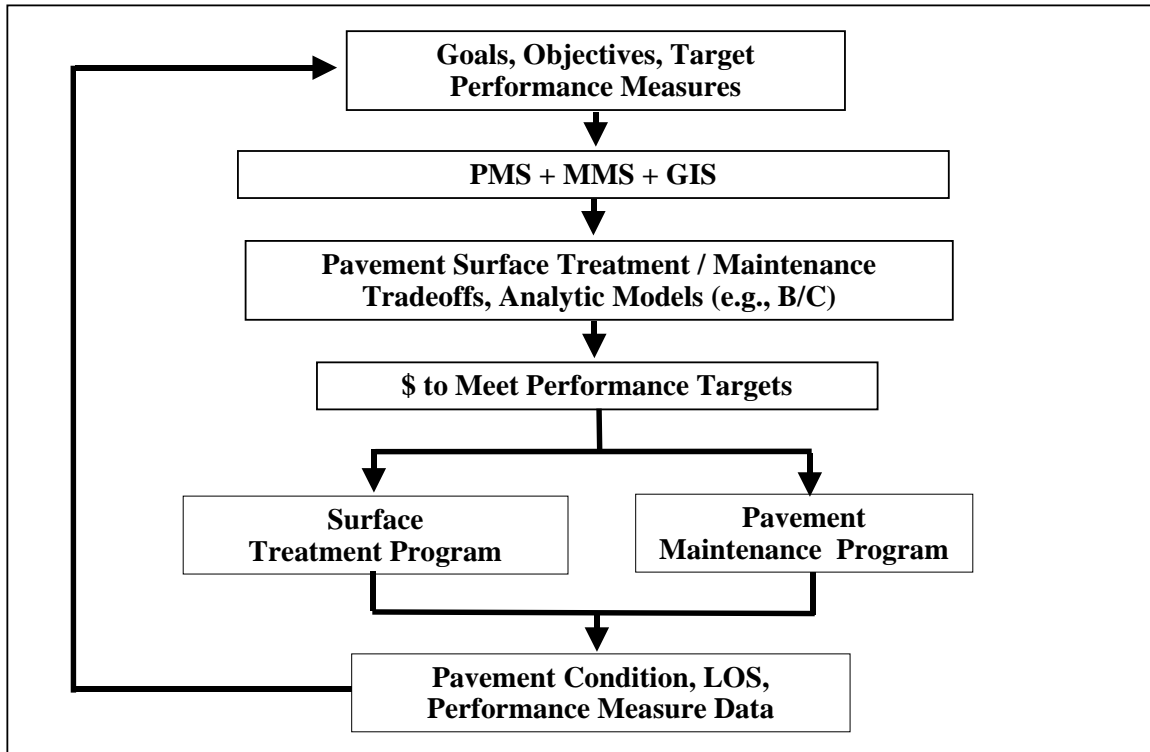 Goals, Objectives, Target
Performance Measures
PMS + MMS + GIS
Pavement Surface Treatment / Maintenance
Tradeoffs, Analytic Models (e.g., B/C)
$ to Meet Performance Targets
Surface
Treatment Program
Pavement
Maintenance Program
Pavement Condition, LOS,
Performance Measure Data